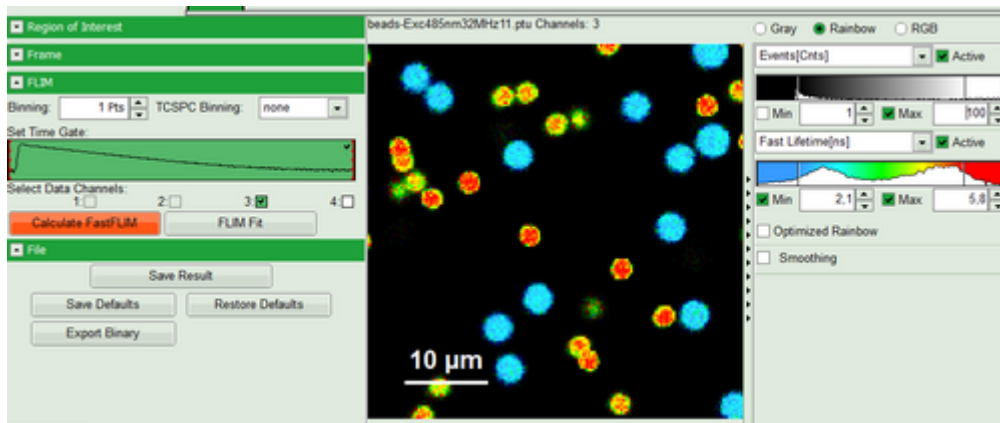 Region of Interest
Frame
FLIM
Binning: 1 Pts TCSPC Binning: none
Set Time Gate:
Select Data Channels:
1: 2: 3: 4:
Calculate FastFLIM FLIM Fit
File
Save Result
Save Defaults Restore Defaults
Export Binary
beads-Exc485nm32MHz11.ptu Channels: 3
10 µm
Gray Rainbow RGB
Events[Cnts] Active
Min 1 Max 100
Fast Lifetime[ns] Active
Min 2,1 Max 5,8
Optimized Rainbow
Smoothing